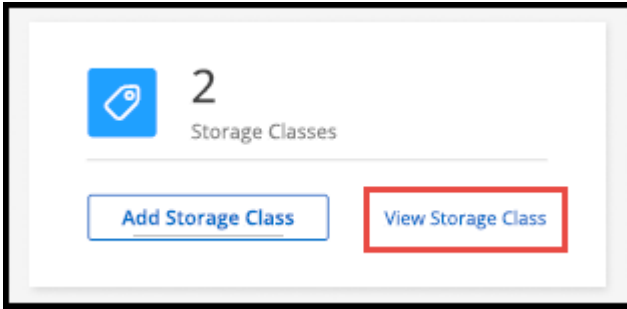 2
Storage Classes
Add Storage Class
View Storage Class